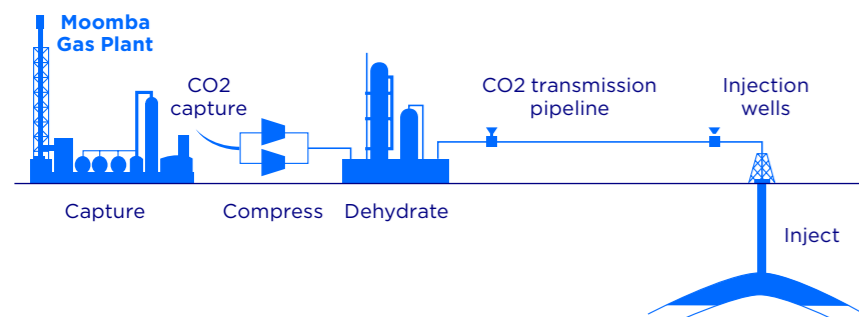 Moomba
Gas Plant
CO2
capture
CO2 transmission
pipeline
Injection
wells
Capture
Compress
Dehydrate
Inject